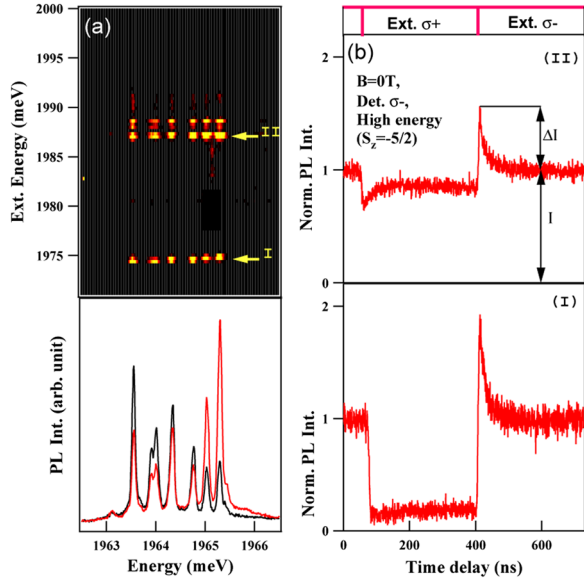 (a)
2000
1995
1990
1985
1980
1975
Ext. Energy (meV)
II
I
PL Int. (arb. unit)
1963
1964
1965
1966
Energy (meV)
Ext. σ+
Ext. σ-
(b)
(II)
B=0T,
Det. σ-,
High energy
(Sz=-5/2)
ΔI
I
2
1
0
Norm. PL Int.
(I)
2
1
0
Norm. PL Int.
0
200
400
600
Time delay (ns)